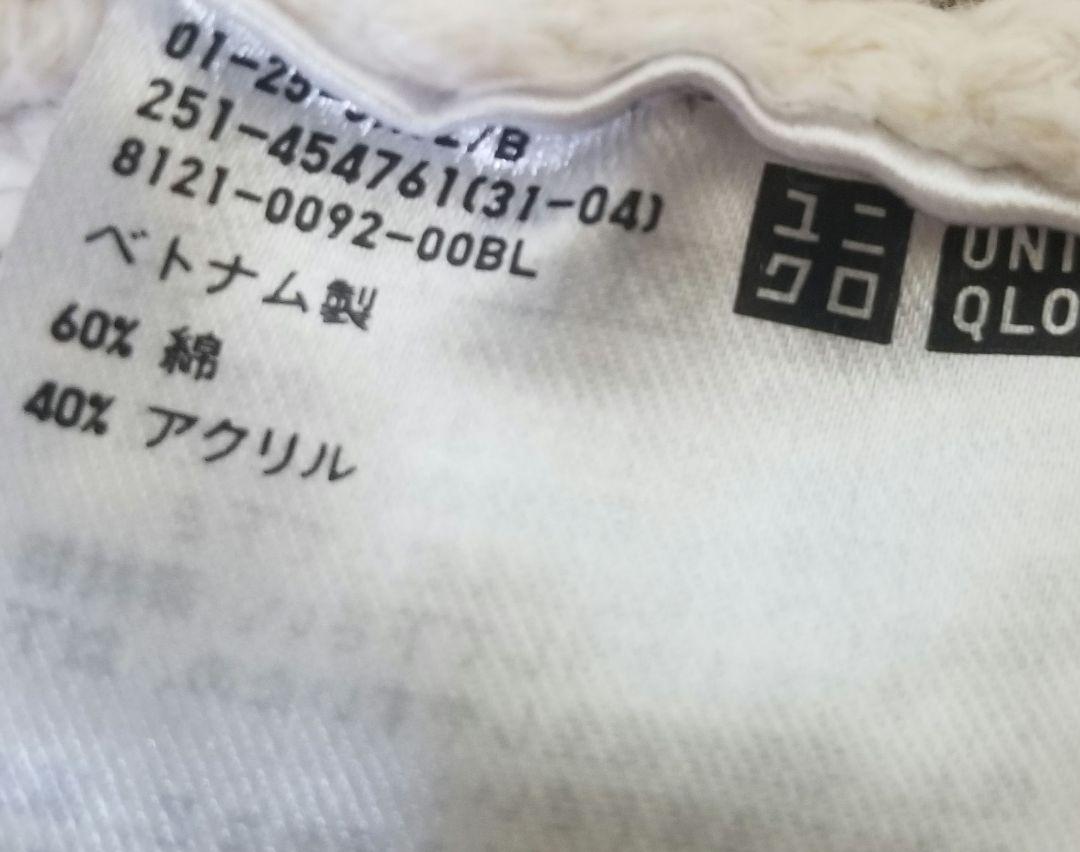 251-454761(31-04)
8121-0092-00BL
ベトナム製
60% 綿
40% アクリル
ユニ
クロ
UNI
QLO